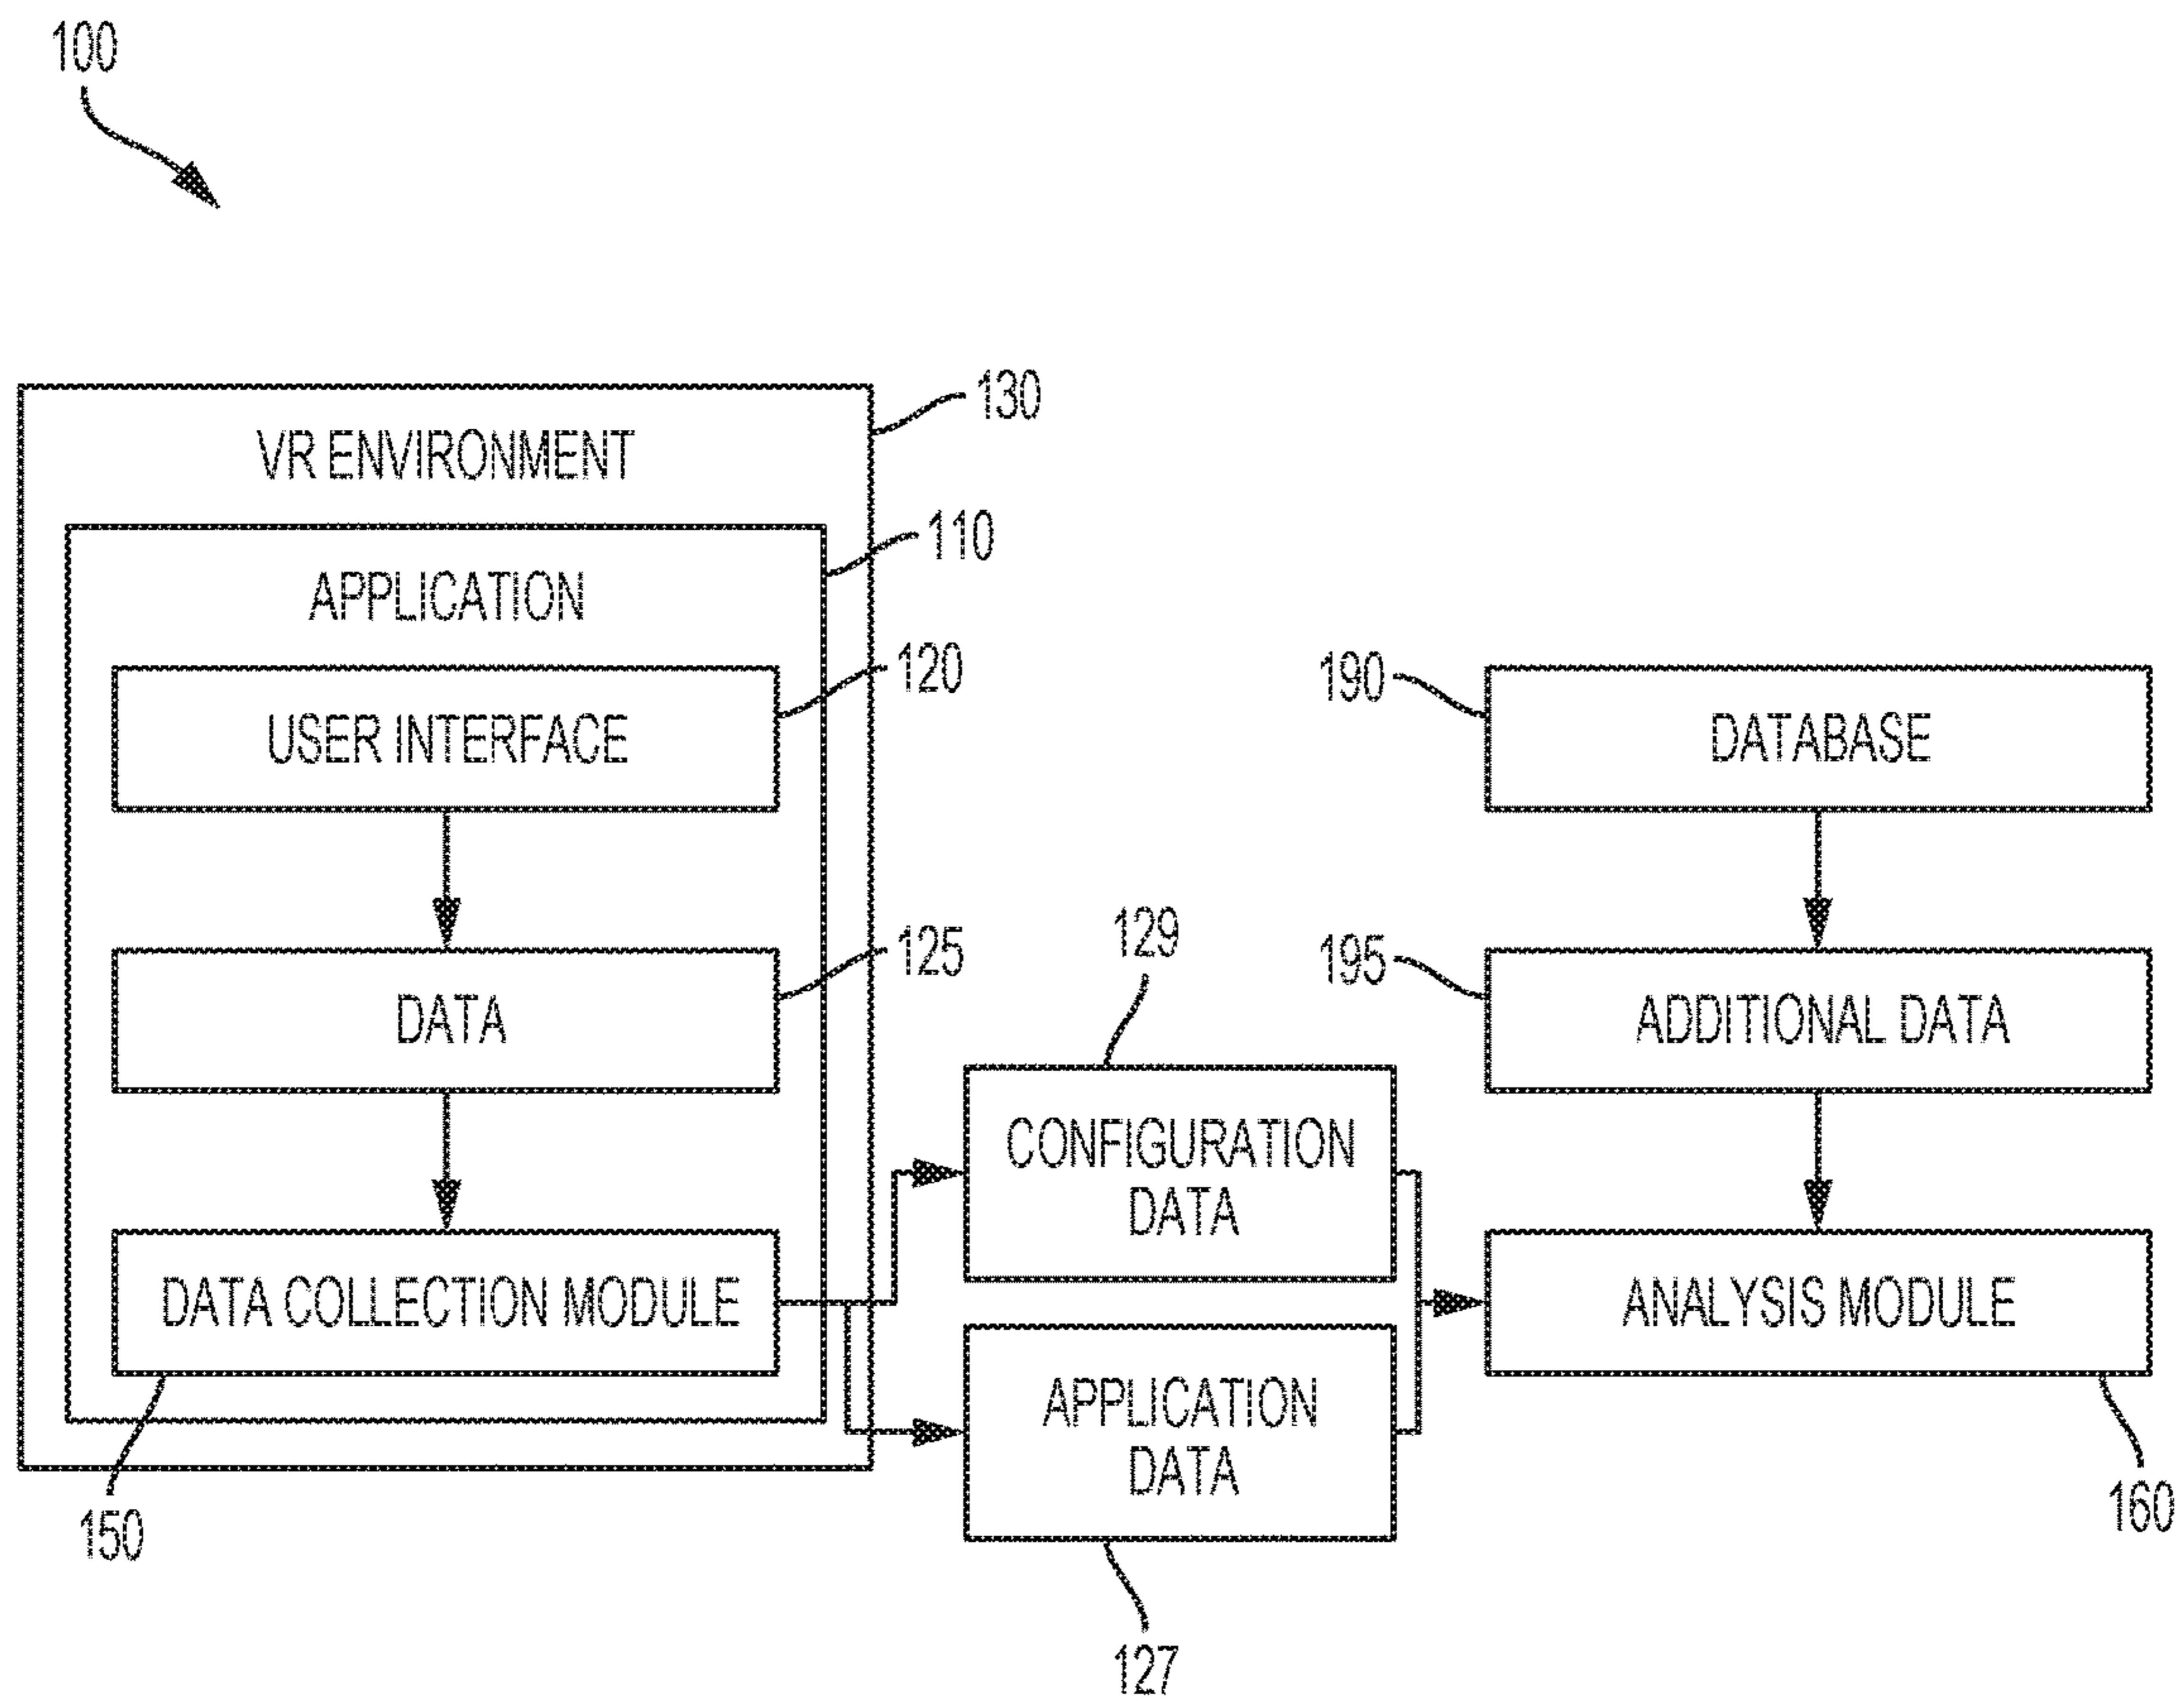 100
130
VR ENVIRONMENT
110
APPLICATION
120
USER INTERFACE
190
DATABASE
125
DATA
129
195
ADDITIONAL DATA
CONFIGURATION
DATA
DATA COLLECTION MODULE
ANALYSIS MODULE
APPLICATION
DATA
150
160
127